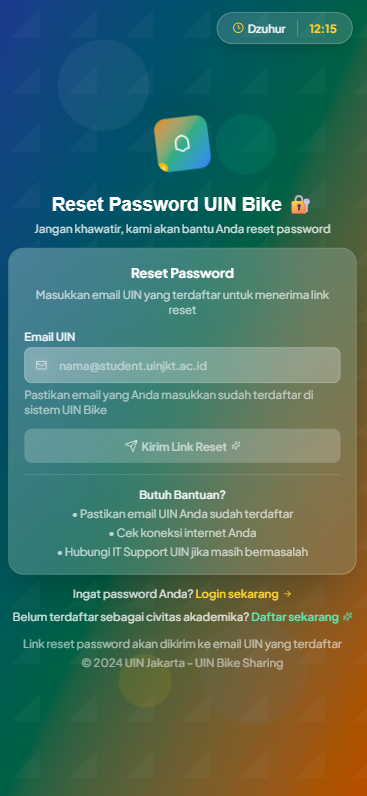 Dzuhur 12:15
Reset Password UIN Bike 🔐
Jangan khawatir, kami akan bantu Anda reset password
Reset Password
Masukkan email UIN yang terdaftar untuk menerima link
reset
Email UIN
nama@student.uinjkt.ac.id
Pastikan email yang Anda masukkan sudah terdaftar di
sistem UIN Bike
Kirim Link Reset
Butuh Bantuan?
• Pastikan email UIN Anda sudah terdaftar
• Cek koneksi internet Anda
• Hubungi IT Support UIN jika masih bermasalah
Ingat password Anda? Login sekarang →
Belum terdaftar sebagai civitas akademika? Daftar sekarang
Link reset password akan dikirim ke email UIN yang terdaftar
© 2024 UIN Jakarta - UIN Bike Sharing